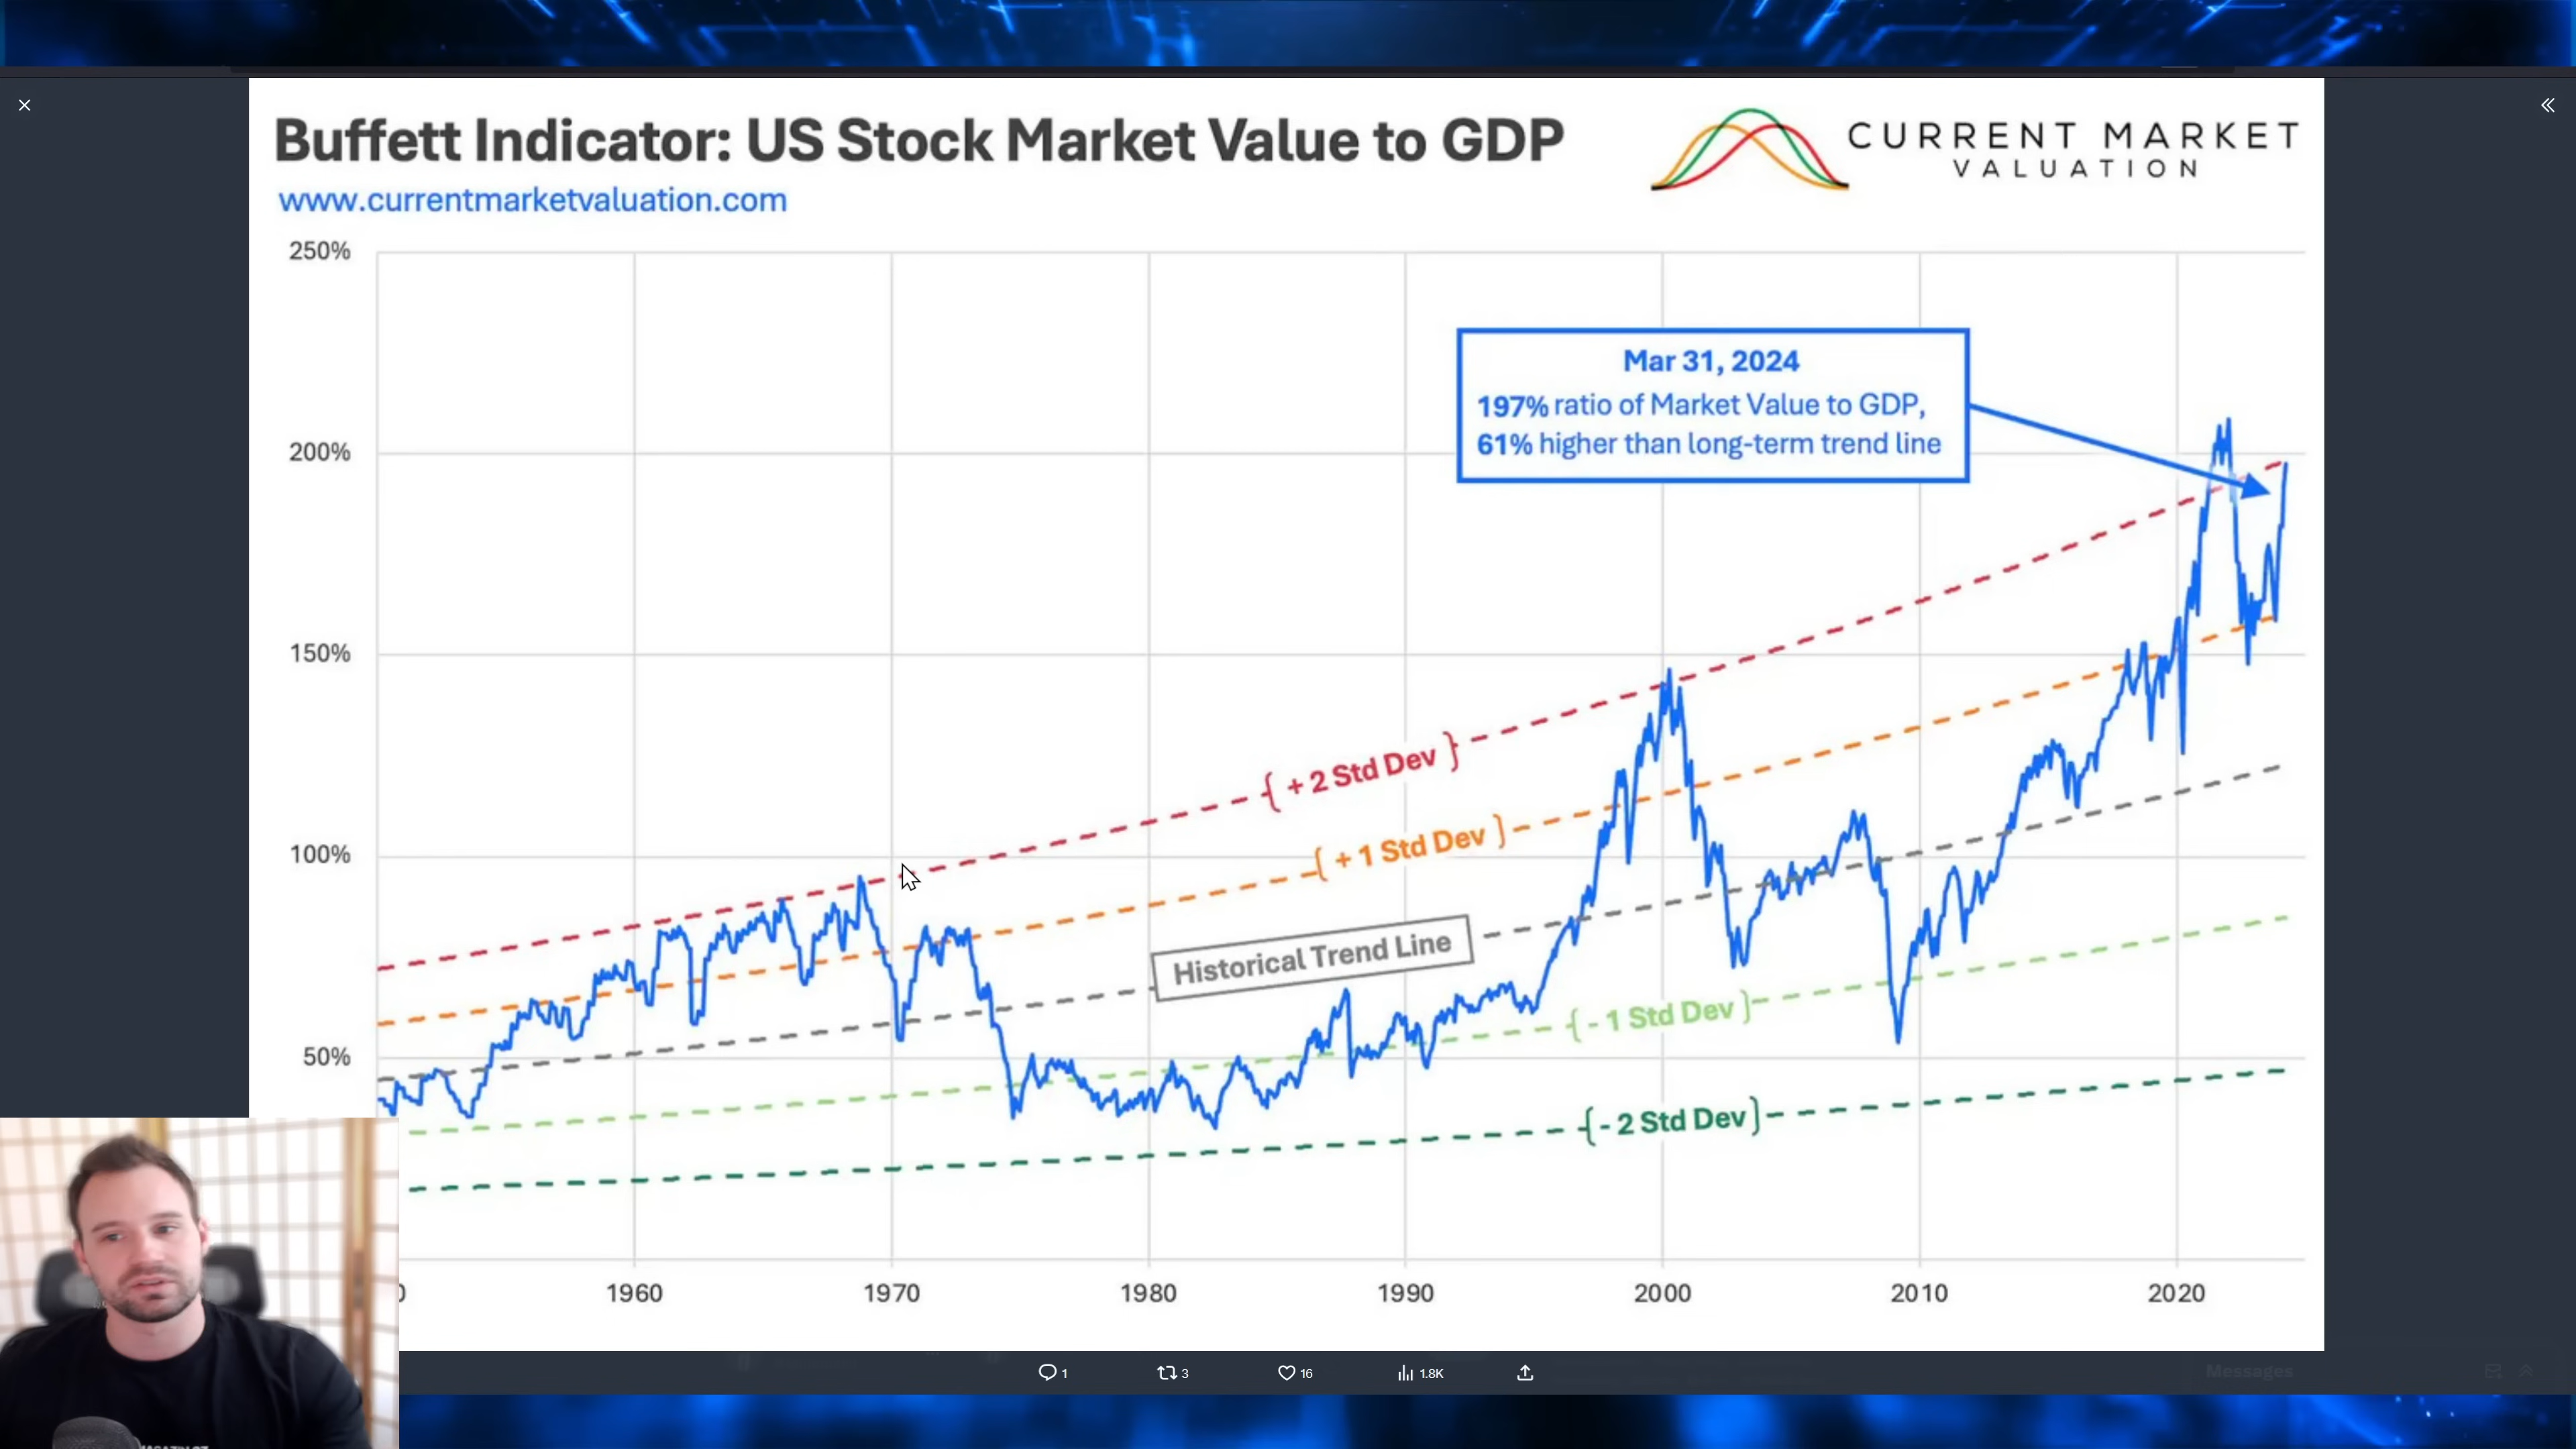 Buffett Indicator: US Stock Market Value to GDP
www.currentmarketvaluation.com
CURRENT MARKET
VALUATION
250%
200%
150%
100%
50%
Mar 31, 2024
197% ratio of Market Value to GDP,
61% higher than long-term trend line
+ 2 Std Dev
+ 1 Std Dev
Historical Trend Line
- 1 Std Dev
- 2 Std Dev
0 1960 1970 1980 1990 2000 2010 2020
1 3 16 1.8K
Messages